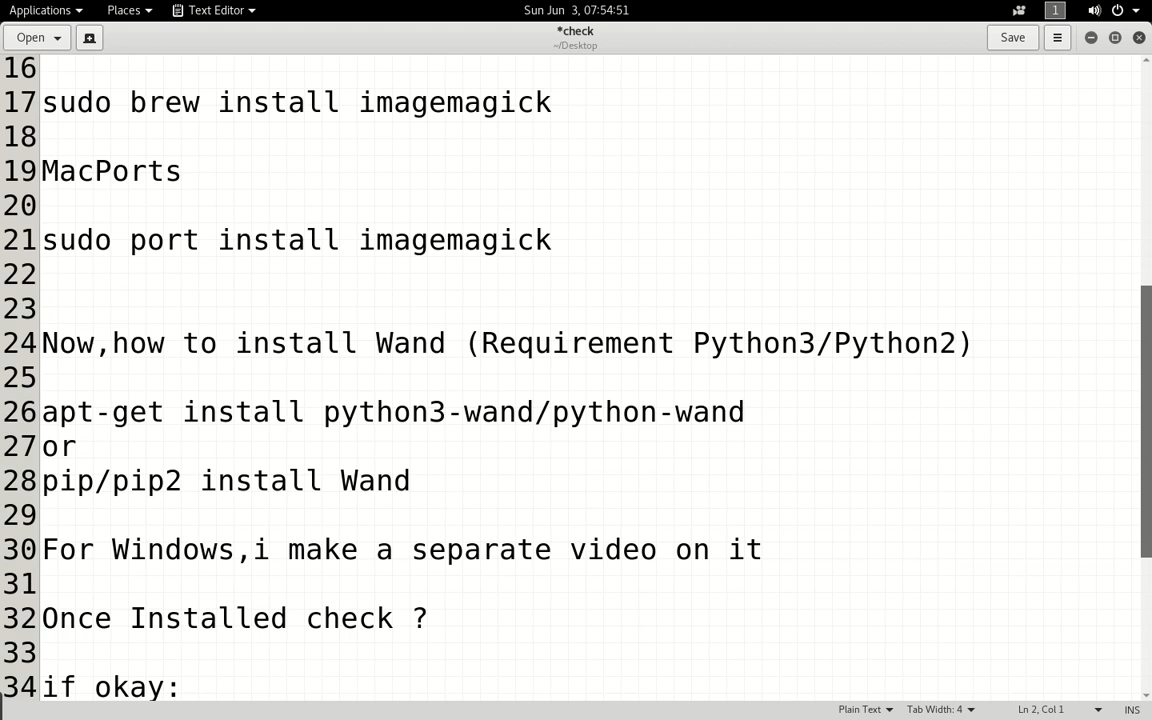 Applications Places Text Editor Sun Jun 3, 07:54:51 1
Open *check Save
~/Desktop
16
17 sudo brew install imagemagick
18
19 MacPorts
20
21 sudo port install imagemagick
22
23
24 Now,how to install Wand (Requirement Python3/Python2)
25
26 apt-get install python3-wand/python-wand
27 or
28 pip/pip2 install Wand
29
30 For Windows,i make a separate video on it
31
32 Once Installed check ?
33
34 if okay:
Plain Text Tab Width: 4 Ln 2, Col 1 INS